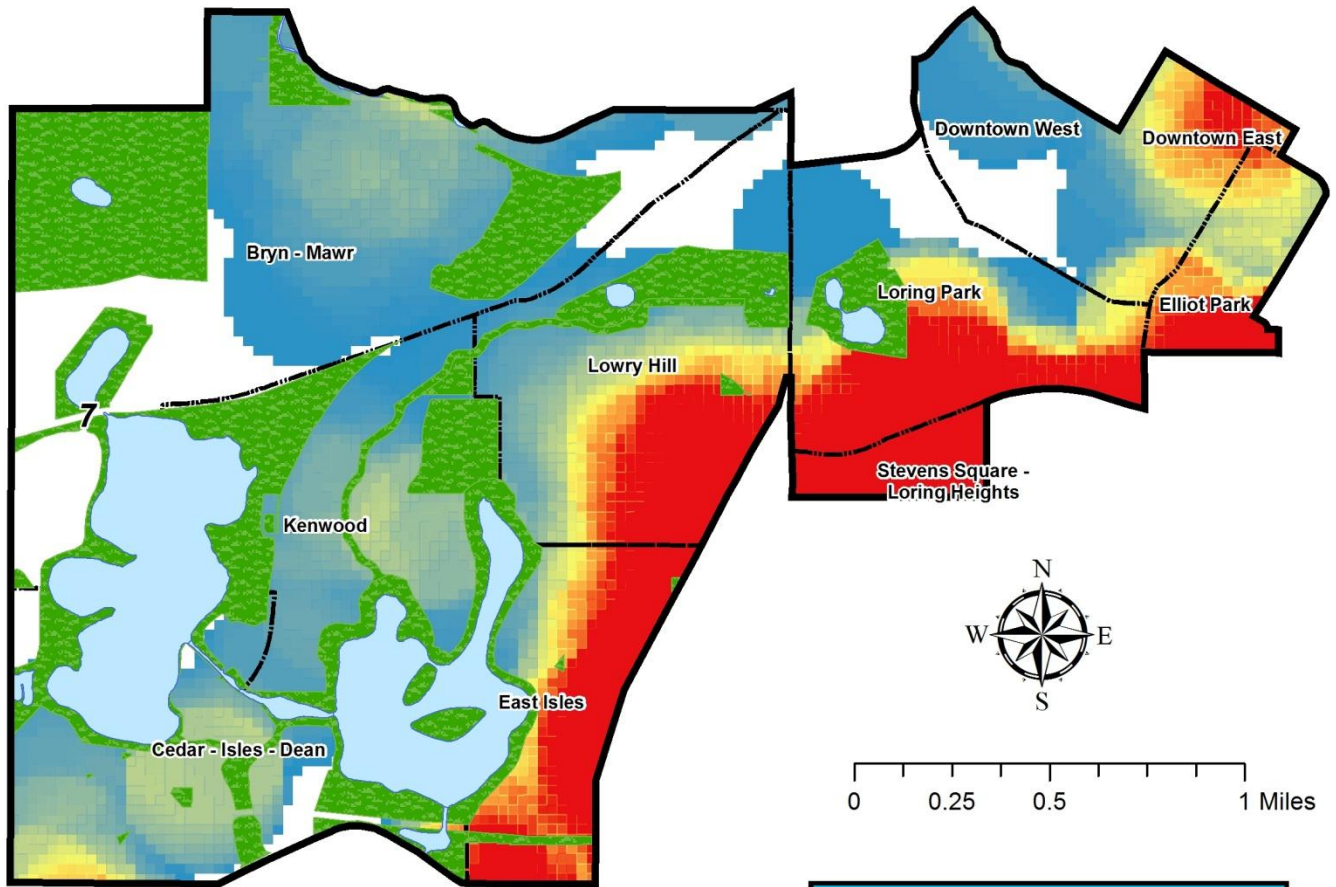 Downtown West
Downtown East
Bryn - Mawr
Loring Park
Elliot Park
Lowry Hill
7
Stevens Square -
Loring Heights
Kenwood
N
W E
S
East Isles
Cedar - Isles - Dean
0 0.25 0.5 1 Miles